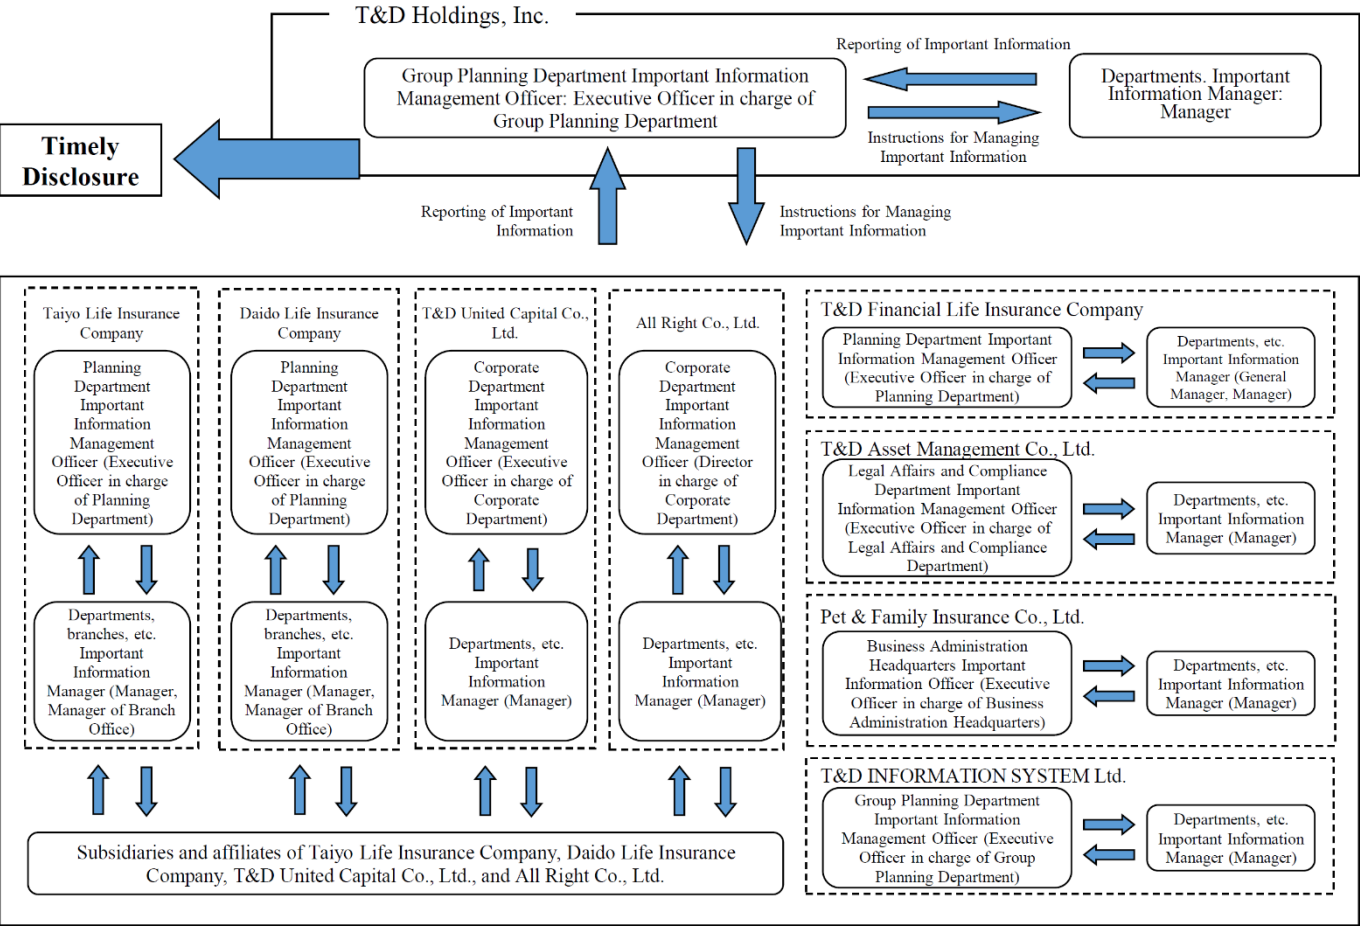 T&D Holdings, Inc.
Reporting of Important Information
Group Planning Department Important Information
Management Officer: Executive Officer in charge of
Group Planning Department
Departments. Important
Information Manager:
Manager
Instructions for Managing
Important Information
Timely
Disclosure
Reporting of Important
Information
Instructions for Managing
Important Information
Taiyo Life Insurance
Company
Planning
Department
Important
Information
Management
Officer (Executive
Officer in charge
of Planning
Department)
Departments,
branches, etc.
Important
Information
Manager (Manager,
Manager of Branch
Office)
Daido Life Insurance
Company
Planning
Department
Important
Information
Management
Officer (Executive
Officer in charge
of Planning
Department)
Departments,
branches, etc.
Important
Information
Manager (Manager,
Manager of Branch
Office)
T&D United Capital Co.,
Ltd.
Corporate
Department
Important
Information
Management
Officer (Executive
Officer in charge of
Corporate
Department)
Departments, etc.
Important
Information
Manager (Manager)
All Right Co., Ltd.
Corporate
Department
Important
Information
Management
Officer (Director
in charge of
Corporate
Department)
Departments, etc.
Important
Information
Manager (Manager)
Subsidiaries and affiliates of Taiyo Life Insurance Company, Daido Life Insurance
Company, T&D United Capital Co., Ltd., and All Right Co., Ltd.
T&D Financial Life Insurance Company
Planning Department Important
Information Management Officer
(Executive Officer in charge of
Planning Department)
Departments, etc.
Important Information
Manager (General
Manager, Manager)
T&D Asset Management Co., Ltd.
Legal Affairs and Compliance
Department Important
Information Management Officer
(Executive Officer in charge of
Legal Affairs and Compliance
Department)
Departments, etc.
Important Information
Manager (Manager)
Pet & Family Insurance Co., Ltd.
Business Administration
Headquarters Important
Information Officer (Executive
Officer in charge of Business
Administration Headquarters)
Departments, etc.
Important Information
Manager (Manager)
T&D INFORMATION SYSTEM Ltd.
Group Planning Department
Important Information
Management Officer (Executive
Officer in charge of Group
Planning Department)
Departments, etc.
Important Information
Manager (Manager)